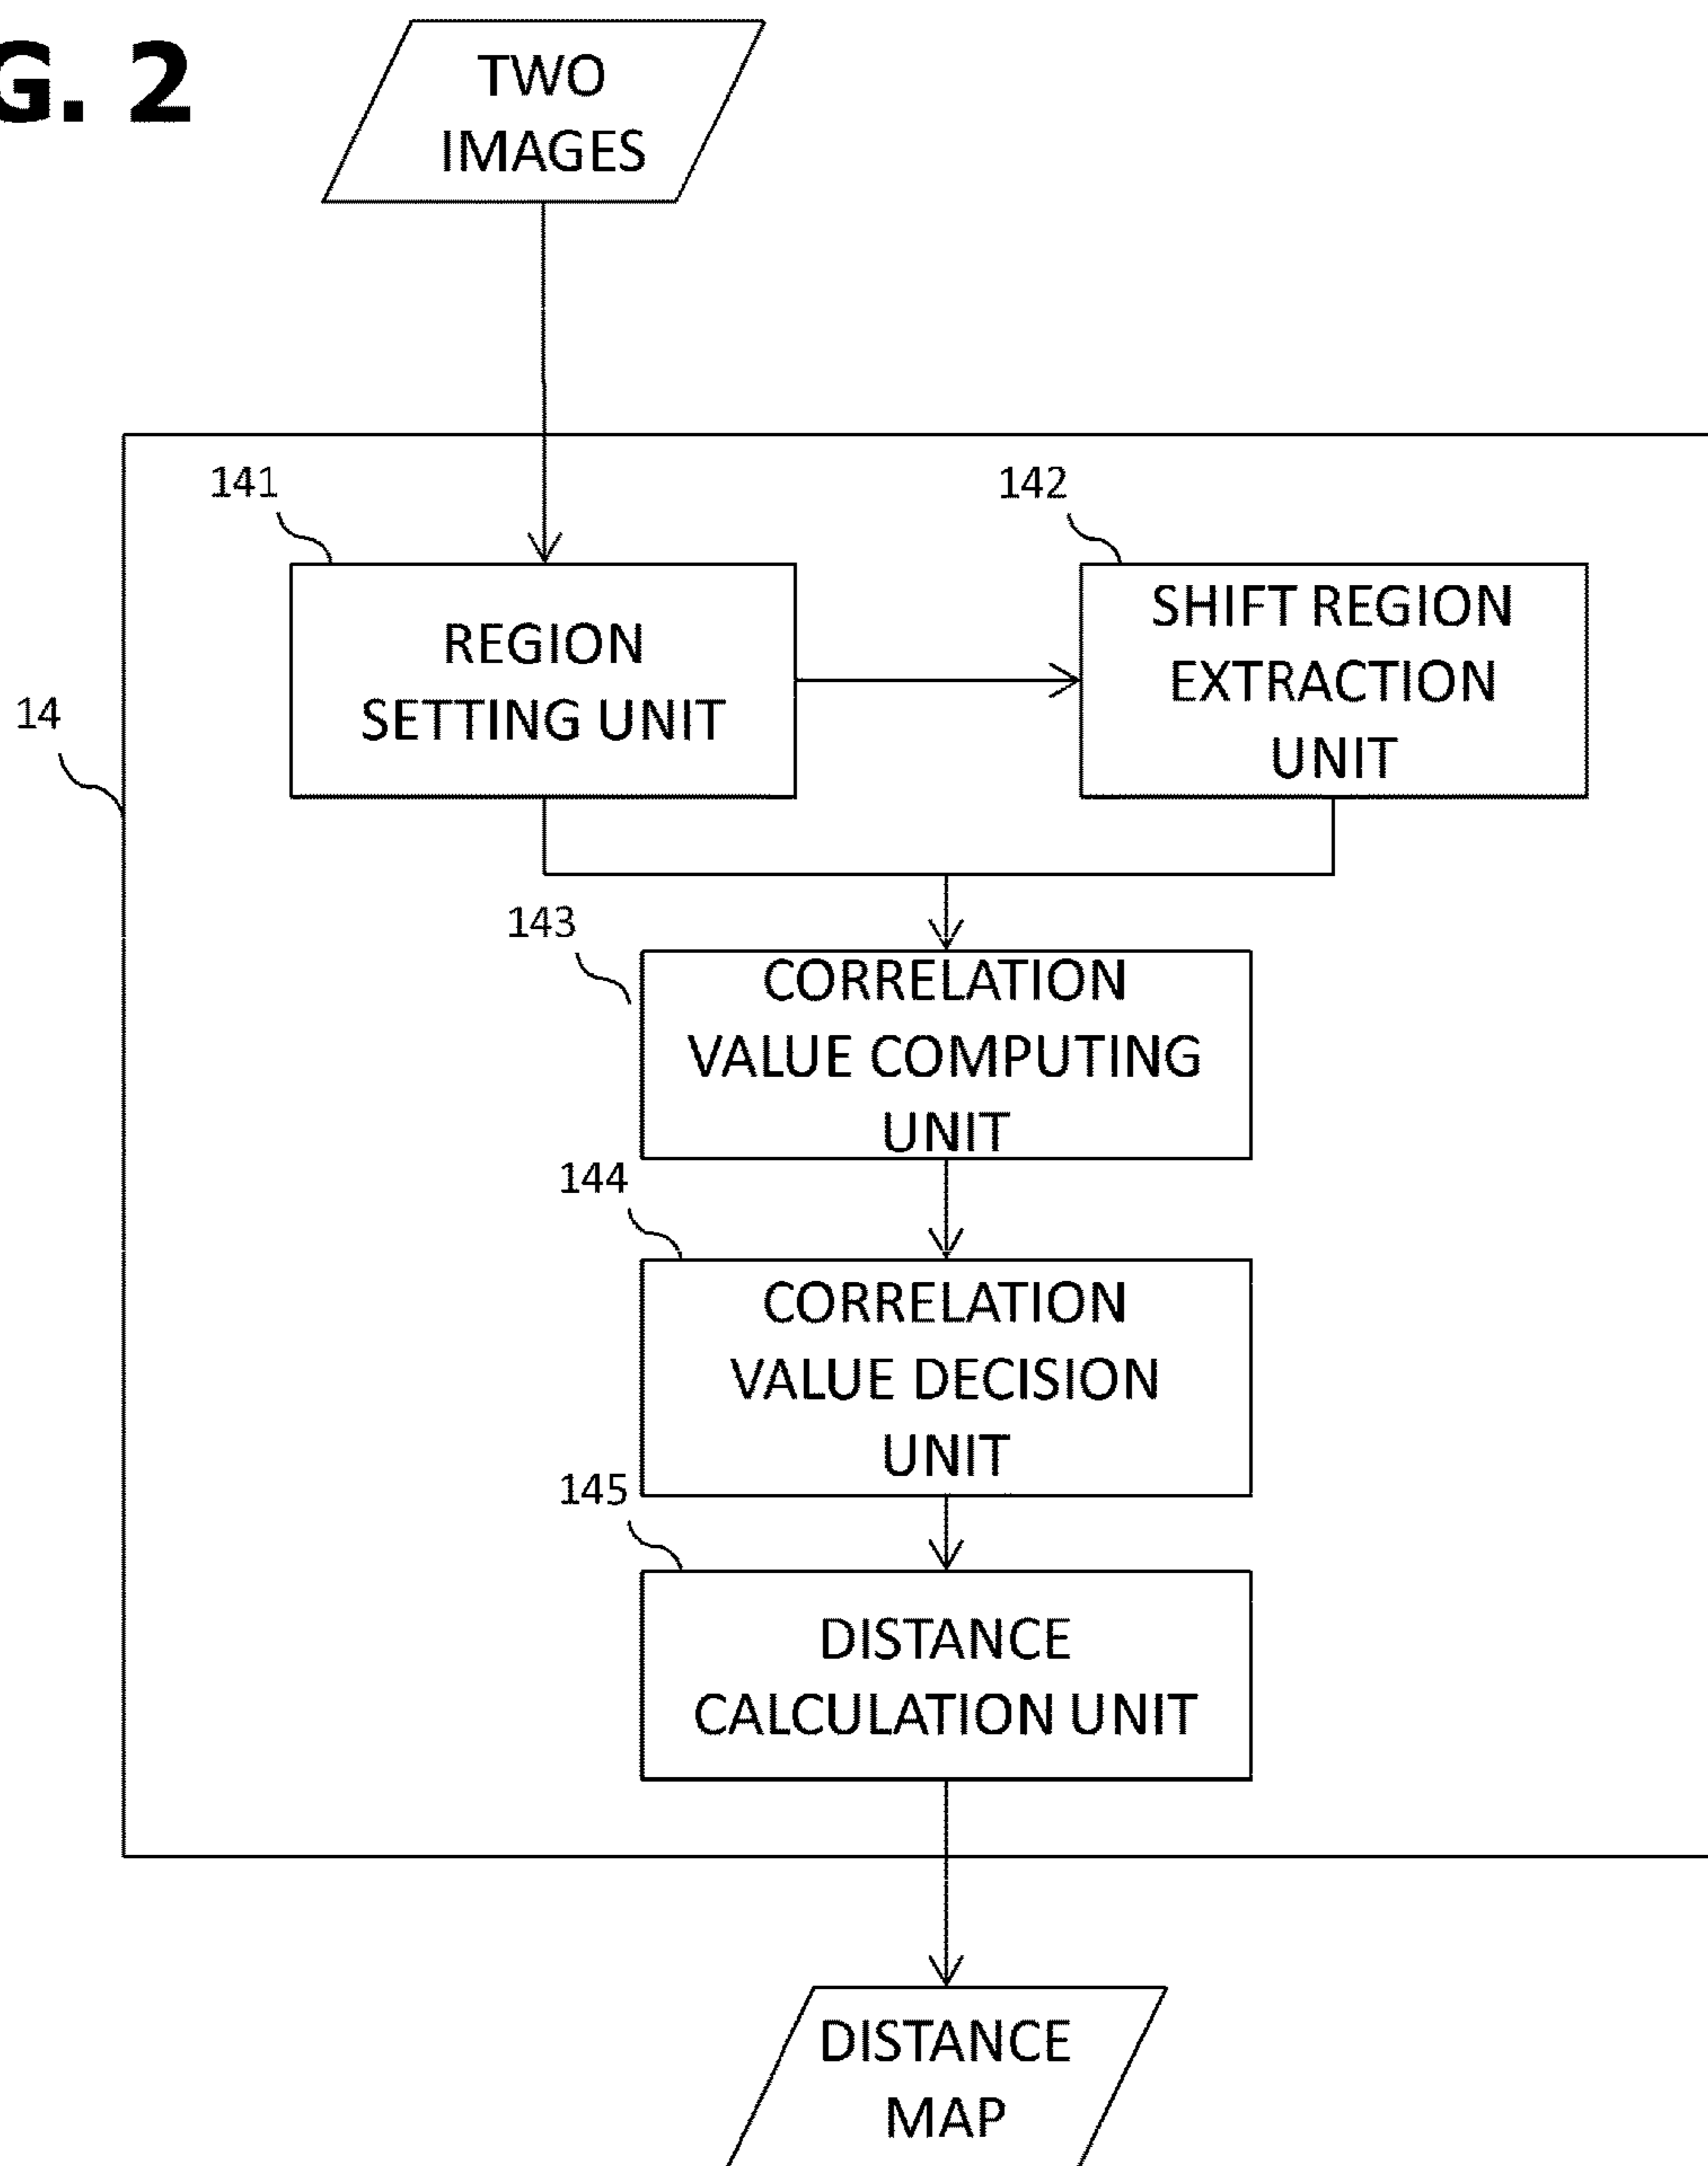 G. 2
TWO
IMAGES
141
142
REGION
SETTING UNIT
SHIFT REGION
EXTRACTION
UNIT
14
143
CORRELATION
VALUE COMPUTING
UNIT
144
CORRELATION
VALUE DECISION
UNIT
145
DISTANCE
CALCULATION UNIT
DISTANCE
MAP